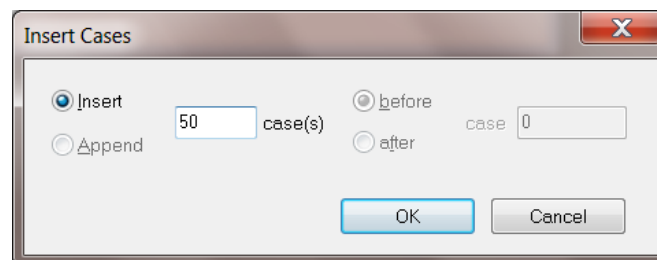 Insert Cases
Insert 50 case(s) before case 0
Append after
OK Cancel